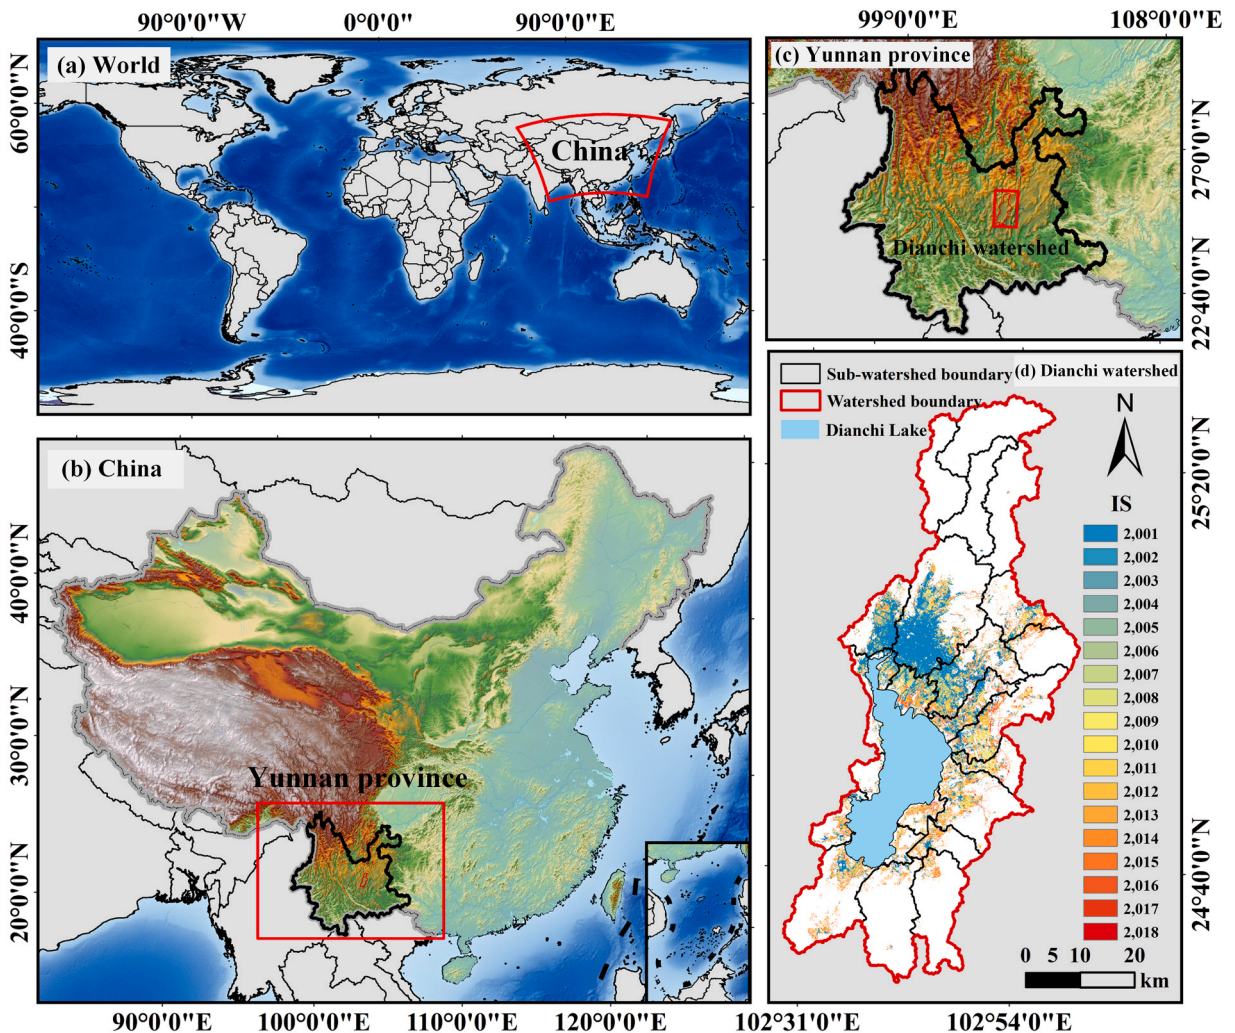 90°0'0"W
0°0'0"
90°0'0"E
60°0'0"N
40°0'0"S
(a) World
China
99°0'0"E
108°0'0"E
(c) Yunnan province
Dianchi watershed
27°0'0"N
22°40'0"N
(b) China
Yunnan province
40°0'0"N
30°0'0"N
20°0'0"N
90°0'0"E
100°0'0"E
110°0'0"E
120°0'0"E
(d) Dianchi watershed
Sub-watershed boundary
Watershed boundary
Dianchi Lake
N
IS
2,001
2,002
2,003
2,004
2,005
2,006
2,007
2,008
2,009
2,010
2,011
2,012
2,013
2,014
2,015
2,016
2,017
2,018
0 5 10 20
km
25°20'0"N
24°40'0"N
102°31'0"E
102°54'0"E